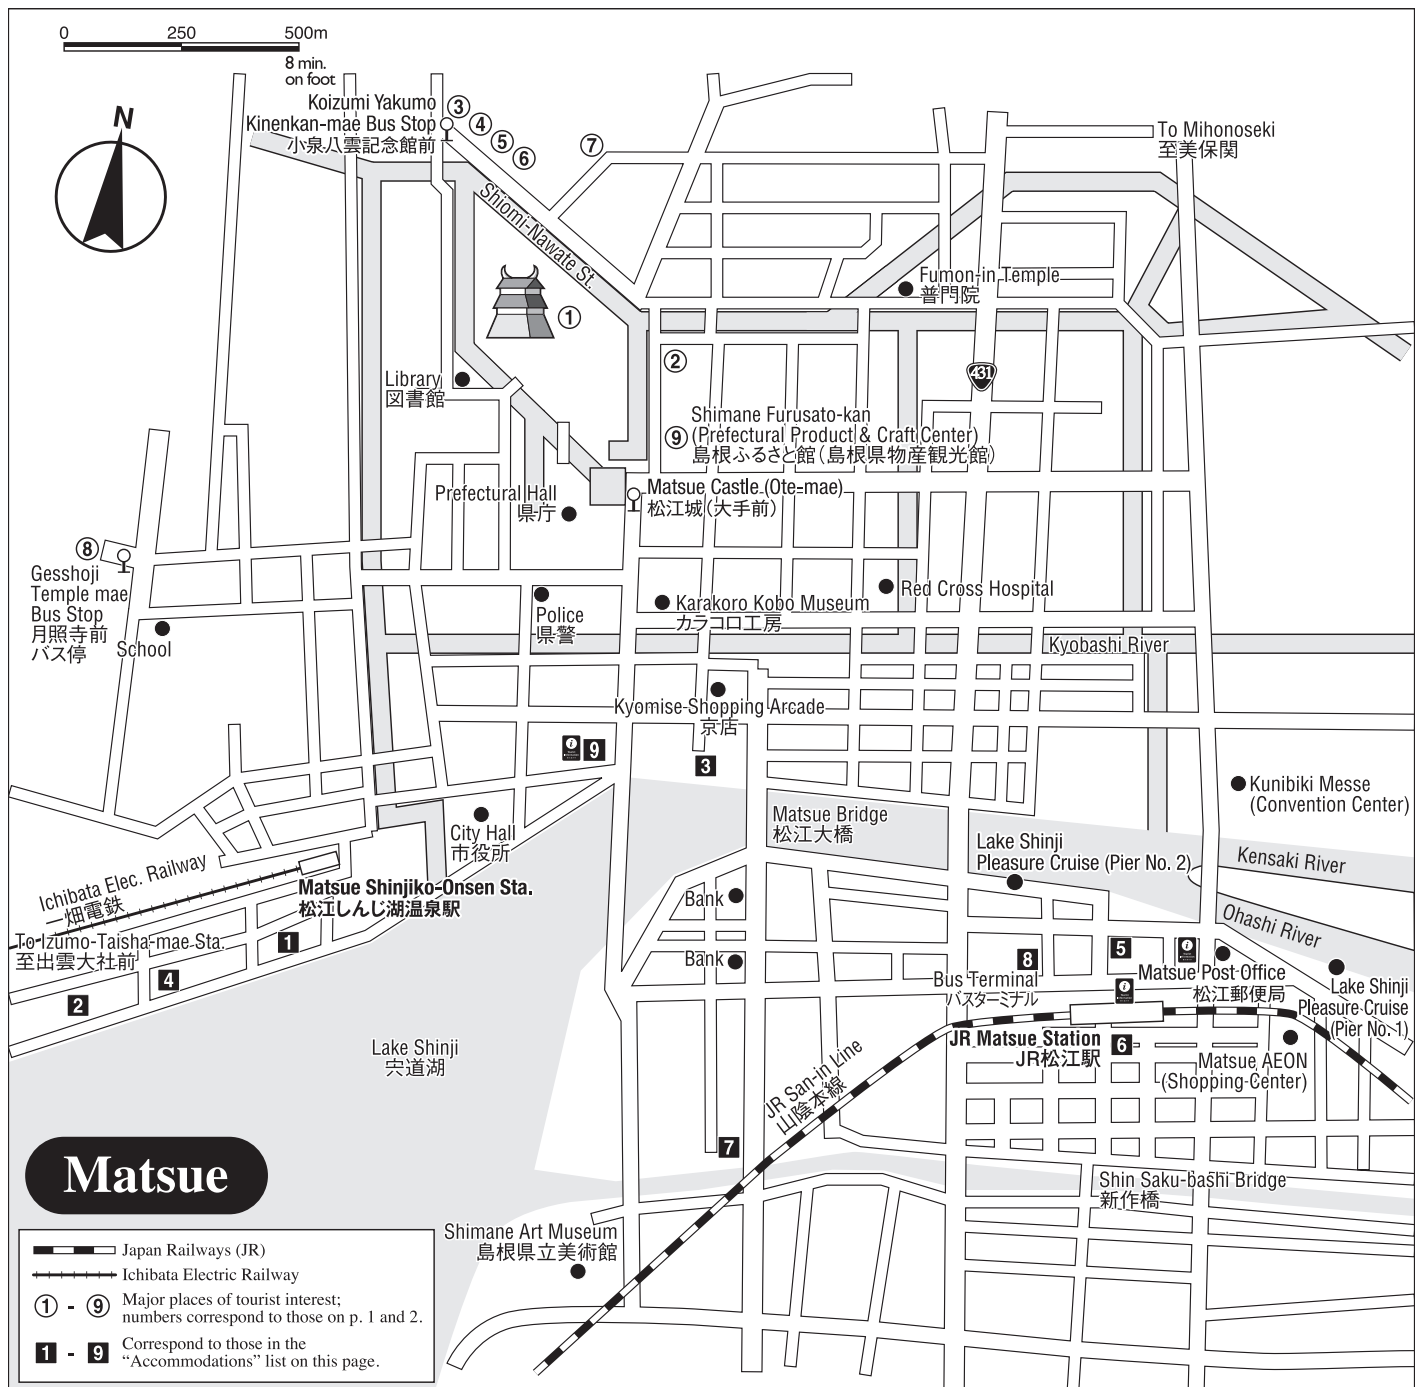 0 250 500m
8 min.
on foot
N
Koizumi Yakumo
Kinenkan-mae Bus Stop
小泉八雲記念館前
③
④
⑤
⑥
⑦
To Mihonoseki
至美保関
Shiomi-Nawate St.
①
Fumon-in Temple
普門院
②
431
Library
図書館
⑨
Shimane Furusato-kan
(Prefectural Product & Craft Center)
島根ふるさと館(島根県物産観光館)
Prefectural Hall
県庁
Matsue Castle (Ote-mae)
松江城(大手前)
⑧
Gesshoji
Temple mae
Bus Stop
月照寺前
バス停
School
Police
県警
Karakoro Kobo Museum
カラコロ工房
Red Cross Hospital
Kyobashi River
Kyomise Shopping Arcade
京店
i
9
3
Kunibiki Messe
(Convention Center)
City Hall
市役所
Matsue Bridge
松江大橋
Lake Shinji
Pleasure Cruise (Pier No. 2)
Kensaki River
Ichibata Elec. Railway
一畑電鉄
Matsue Shinjiko-Onsen Sta.
松江しんじ湖温泉駅
Bank
Ohashi River
To Izumo-Taisha-mae Sta.
至出雲大社前
1
4
2
Bank
8
5
i
Bus Terminal
バスターミナル
i
Matsue Post Office
松江郵便局
Lake Shinji
Pleasure Cruise
(Pier No. 1)
Lake Shinji
宍道湖
JR Matsue Station
JR松江駅
6
Matsue AEON
(Shopping Center)
JR San-in Line
山陰本線
7
Matsue
Shin Saku-bashi Bridge
新作橋
Shimane Art Museum
島根県立美術館
Japan Railways (JR)
Ichibata Electric Railway
① - ⑨ Major places of tourist interest;
numbers correspond to those on p. 1 and 2.
1 - 9 Correspond to those in the
“Accommodations” list on this page.